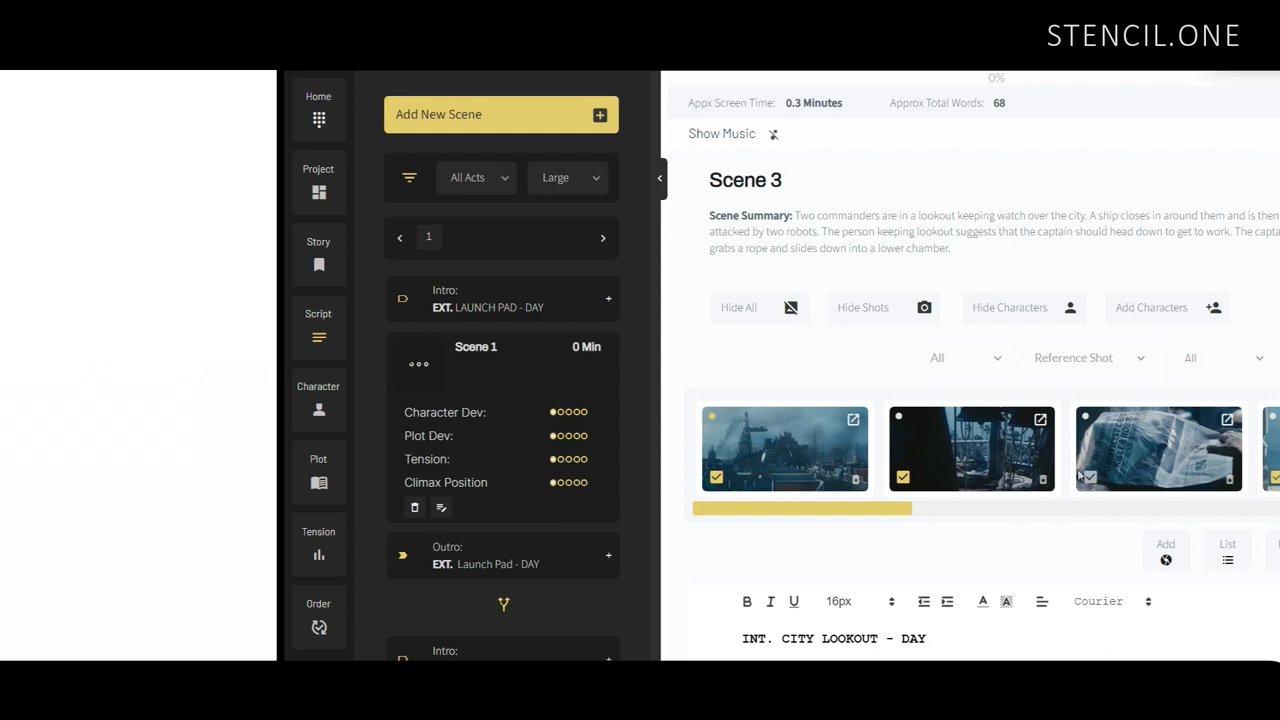 STENCIL.ONE
Home
Project
Story
Script
Character
Plot
Tension
Order
Add New Scene
All Acts
Large
1
Intro:
EXT. LAUNCH PAD - DAY
Scene 1
0 Min
Character Dev:
Plot Dev:
Tension:
Climax Position
Outro:
EXT. Launch Pad - DAY
Intro:
0%
Appx Screen Time: 0.3 Minutes
Approx Total Words: 68
Show Music
Scene 3
Scene Summary: Two commanders are in a lookout keeping watch over the city. A ship closes in around them and is then
attacked by two robots. The person keeping lookout suggests that the captain should head down to get to work. The capta
grabs a rope and slides down into a lower chamber.
Hide All
Hide Shots
Hide Characters
Add Characters
All
Reference Shot
All
Add
List
B I U 16px
A A
Courier
INT. CITY LOOKOUT - DAY